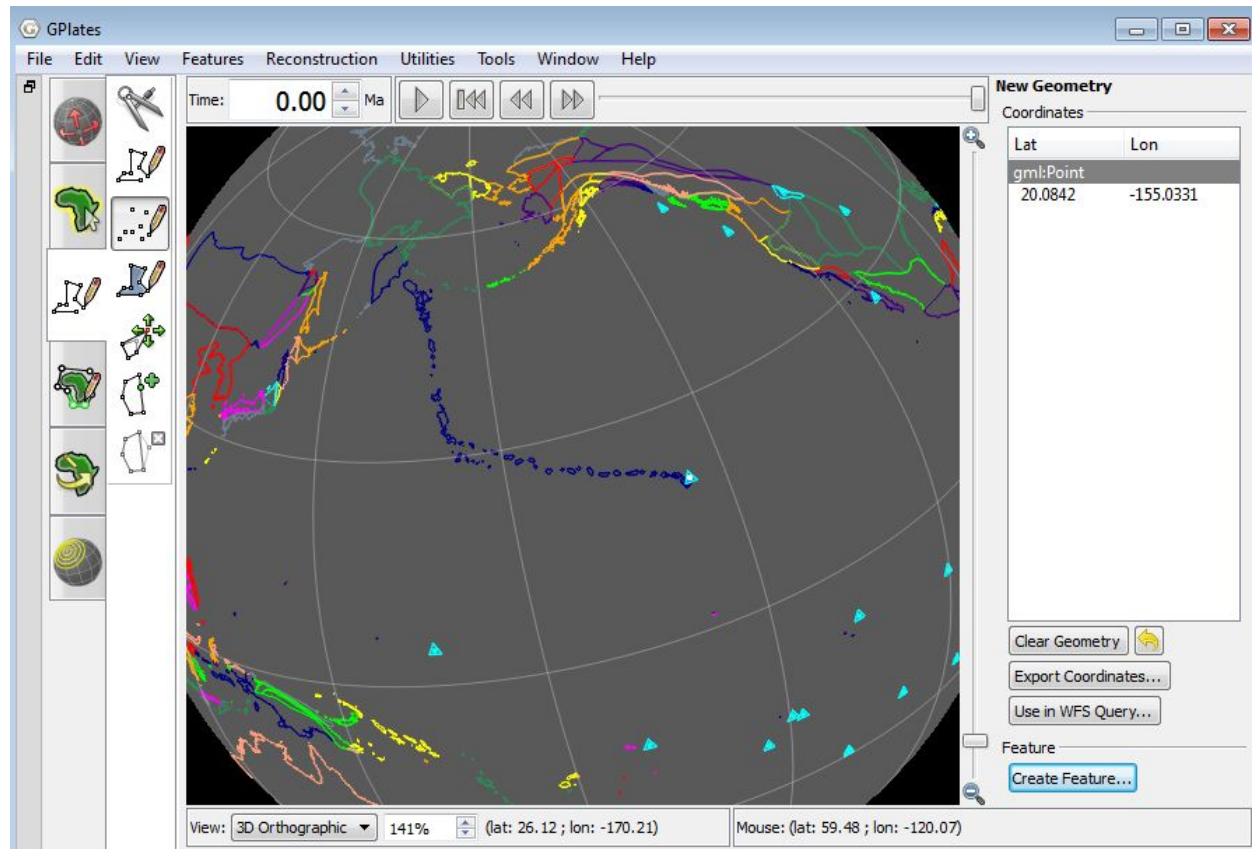 GPlates
File Edit View Features Reconstruction Utilities Tools Window Help
Time: 0.00 Ma
New Geometry
Coordinates
Lat Lon
gml:Point
20.0842 -155.0331
Clear Geometry
Export Coordinates...
Use in WFS Query...
Feature
Create Feature...
View: 3D Orthographic 141% (lat: 26.12 ; lon: -170.21) Mouse: (lat: 59.48 ; lon: -120.07)